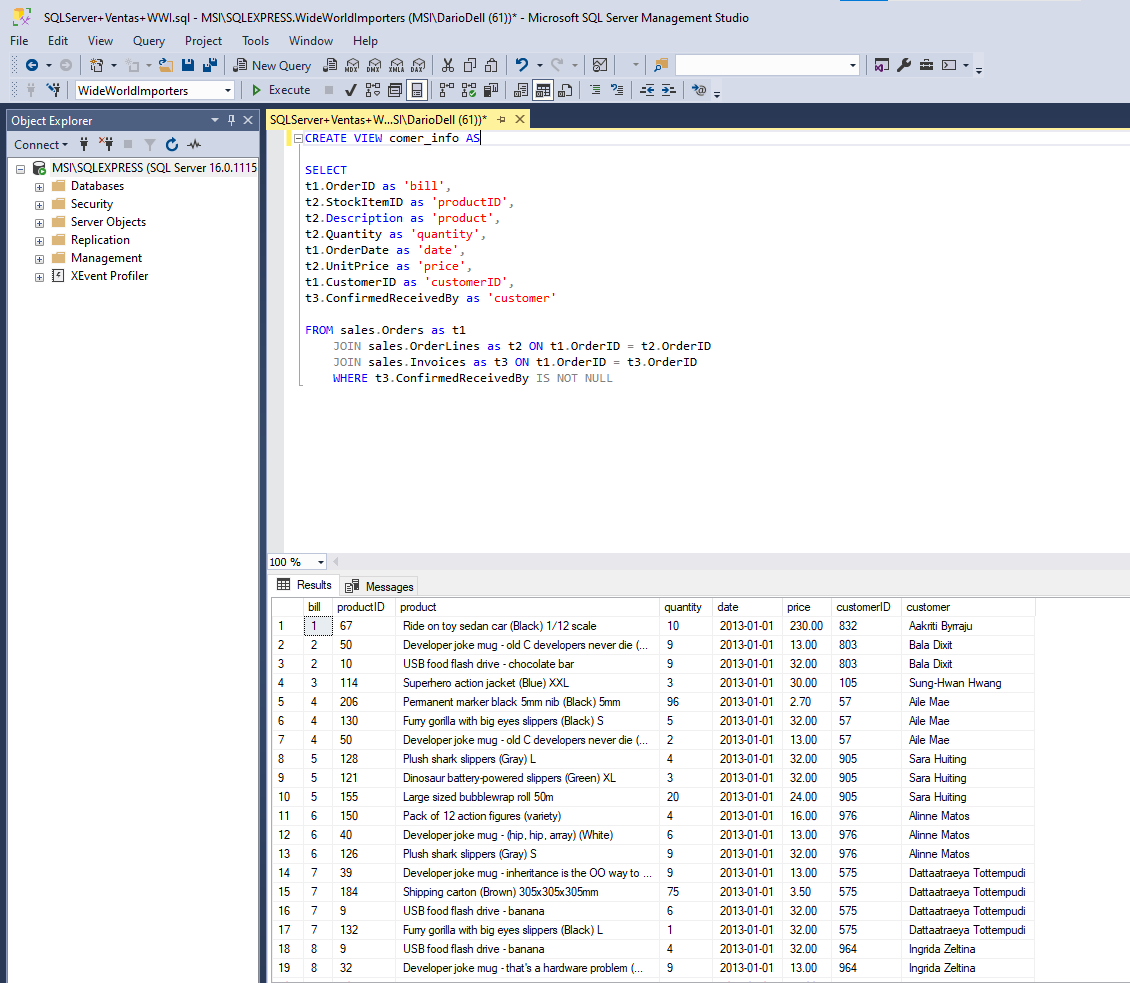 SQLServer+Ventas+WWI.sql - MSI\SQLEXPRESS.WideWorldImporters (MSI\DarioDell (61))* - Microsoft SQL Server Management Studio
File Edit View Query Project Tools Window Help
New Query MDX DMX XMLA DAX
WideWorldImporters Execute
Object Explorer
Connect
MSI\SQLEXPRESS (SQL Server 16.0.1115
Databases
Security
Server Objects
Replication
Management
XEvent Profiler
SQLServer+Ventas+W...SI\DarioDell (61))*
CREATE VIEW comer_info AS
SELECT
t1.OrderID as 'bill',
t2.StockItemID as 'productID',
t2.Description as 'product',
t2.Quantity as 'quantity',
t1.OrderDate as 'date',
t2.UnitPrice as 'price',
t1.CustomerID as 'customerID',
t3.ConfirmedReceivedBy as 'customer'
FROM sales.Orders as t1
JOIN sales.OrderLines as t2 ON t1.OrderID = t2.OrderID
JOIN sales.Invoices as t3 ON t1.OrderID = t3.OrderID
WHERE t3.ConfirmedReceivedBy IS NOT NULL
100 %
Results Messages
bill productID product quantity date price customerID customer
1 1 67 Ride on toy sedan car (Black) 1/12 scale 10 2013-01-01 230.00 832 Aakriti Byrraju
2 2 50 Developer joke mug - old C developers never die (... 9 2013-01-01 13.00 803 Bala Dixit
3 2 10 USB food flash drive - chocolate bar 9 2013-01-01 32.00 803 Bala Dixit
4 3 114 Superhero action jacket (Blue) XXL 3 2013-01-01 30.00 105 Sung-Hwan Hwang
5 4 206 Permanent marker black 5mm nib (Black) 5mm 96 2013-01-01 2.70 57 Aile Mae
6 4 130 Furry gorilla with big eyes slippers (Black) S 5 2013-01-01 32.00 57 Aile Mae
7 4 50 Developer joke mug - old C developers never die (... 2 2013-01-01 13.00 57 Aile Mae
8 5 128 Plush shark slippers (Gray) L 4 2013-01-01 32.00 905 Sara Huiting
9 5 121 Dinosaur battery-powered slippers (Green) XL 3 2013-01-01 32.00 905 Sara Huiting
10 5 155 Large sized bubblewrap roll 50m 20 2013-01-01 24.00 905 Sara Huiting
11 6 150 Pack of 12 action figures (variety) 4 2013-01-01 16.00 976 Alinne Matos
12 6 40 Developer joke mug - (hip, hip, array) (White) 6 2013-01-01 13.00 976 Alinne Matos
13 6 126 Plush shark slippers (Gray) S 9 2013-01-01 32.00 976 Alinne Matos
14 7 39 Developer joke mug - inheritance is the OO way to ... 9 2013-01-01 13.00 575 Dattaatraeya Tottempudi
15 7 184 Shipping carton (Brown) 305x305x305mm 75 2013-01-01 3.50 575 Dattaatraeya Tottempudi
16 7 9 USB food flash drive - banana 6 2013-01-01 32.00 575 Dattaatraeya Tottempudi
17 7 132 Furry gorilla with big eyes slippers (Black) L 1 2013-01-01 32.00 575 Dattaatraeya Tottempudi
18 8 9 USB food flash drive - banana 4 2013-01-01 32.00 964 Ingrida Zeltina
19 8 32 Developer joke mug - that's a hardware problem (... 9 2013-01-01 13.00 964 Ingrida Zeltina